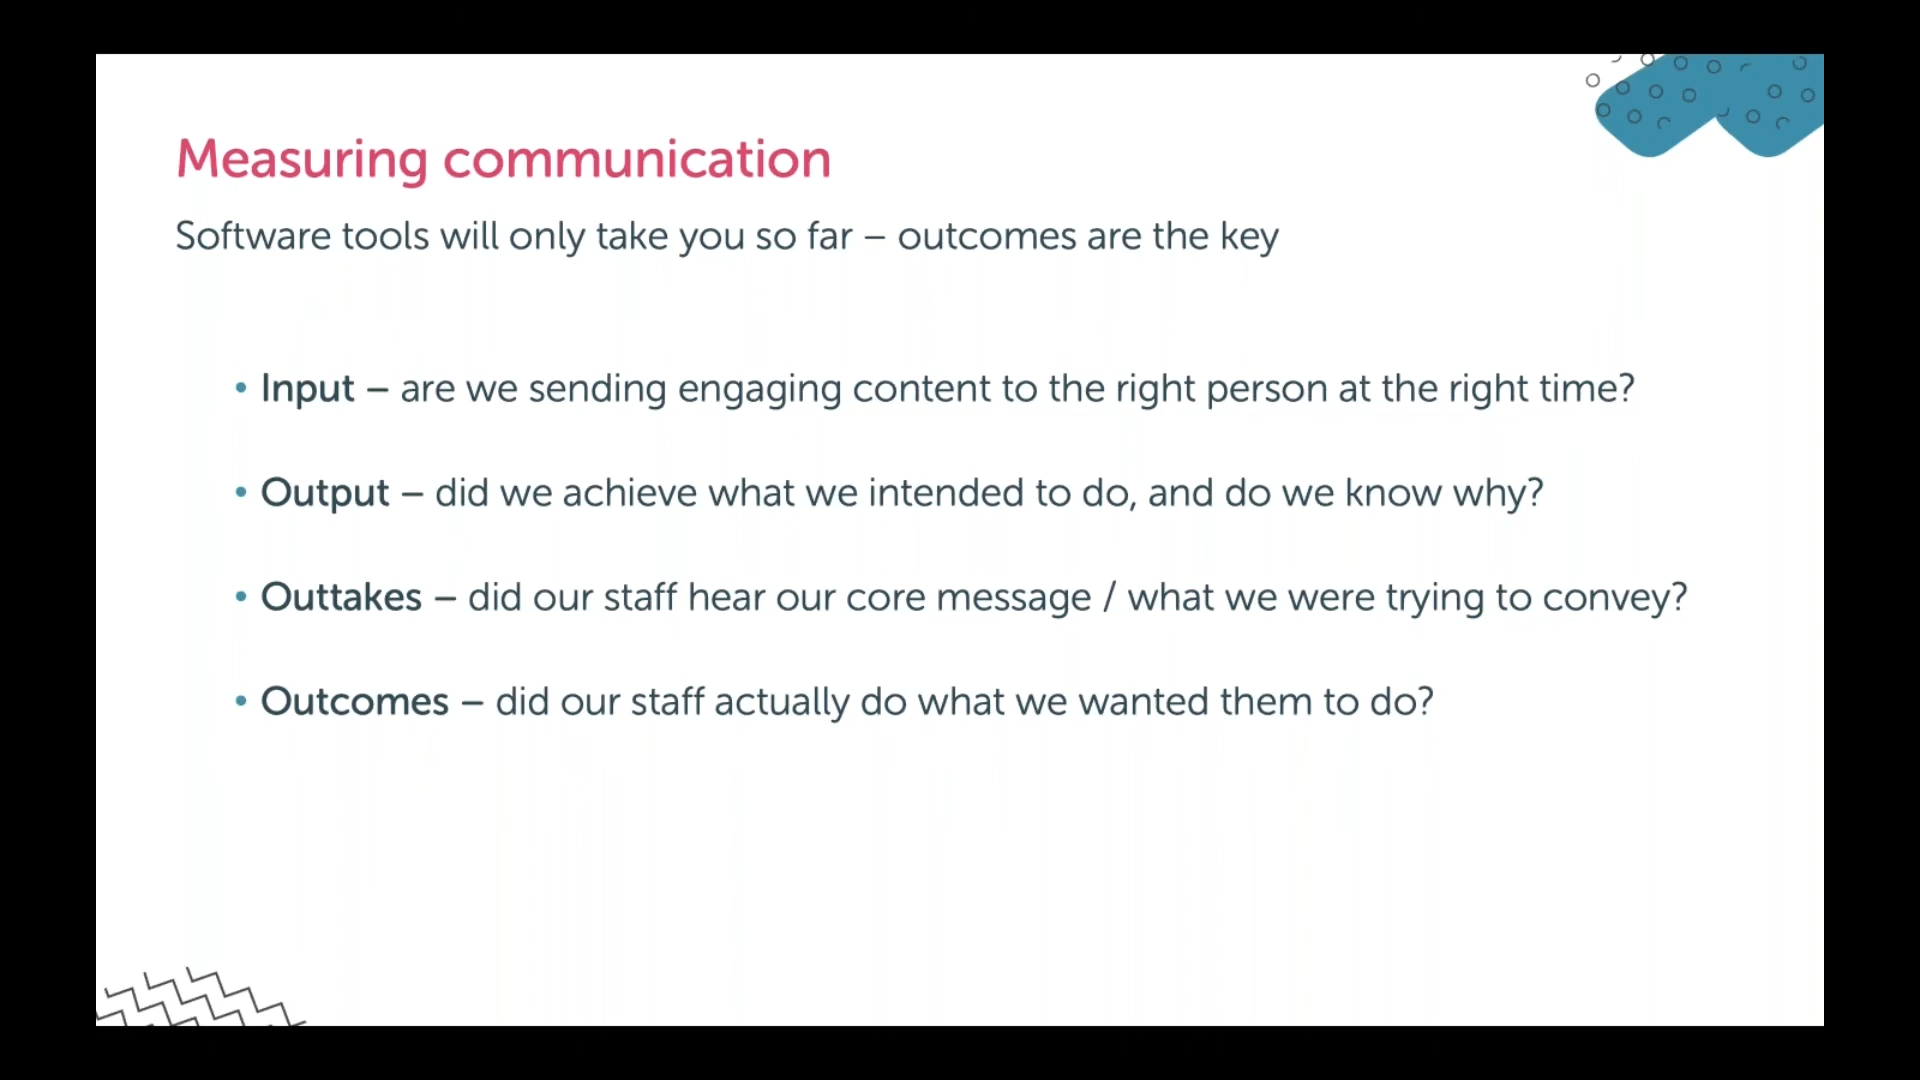 Measuring communication
Software tools will only take you so far – outcomes are the key
• Input – are we sending engaging content to the right person at the right time?
• Output – did we achieve what we intended to do, and do we know why?
• Outtakes – did our staff hear our core message / what we were trying to convey?
• Outcomes – did our staff actually do what we wanted them to do?